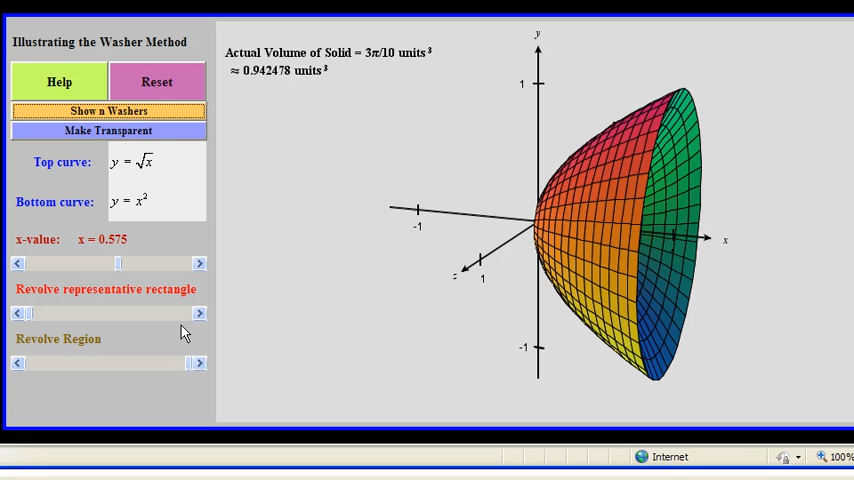 Illustrating the Washer Method
Help Reset
Show n Washers
Make Transparent
Top curve: y = √x
Bottom curve: y = x²
x-value: x = 0.575
Revolve representative rectangle
Revolve Region
Actual Volume of Solid = 3π/10 units³
≈ 0.942478 units³
y
1
-1
x
z
1
-1
Internet
100%